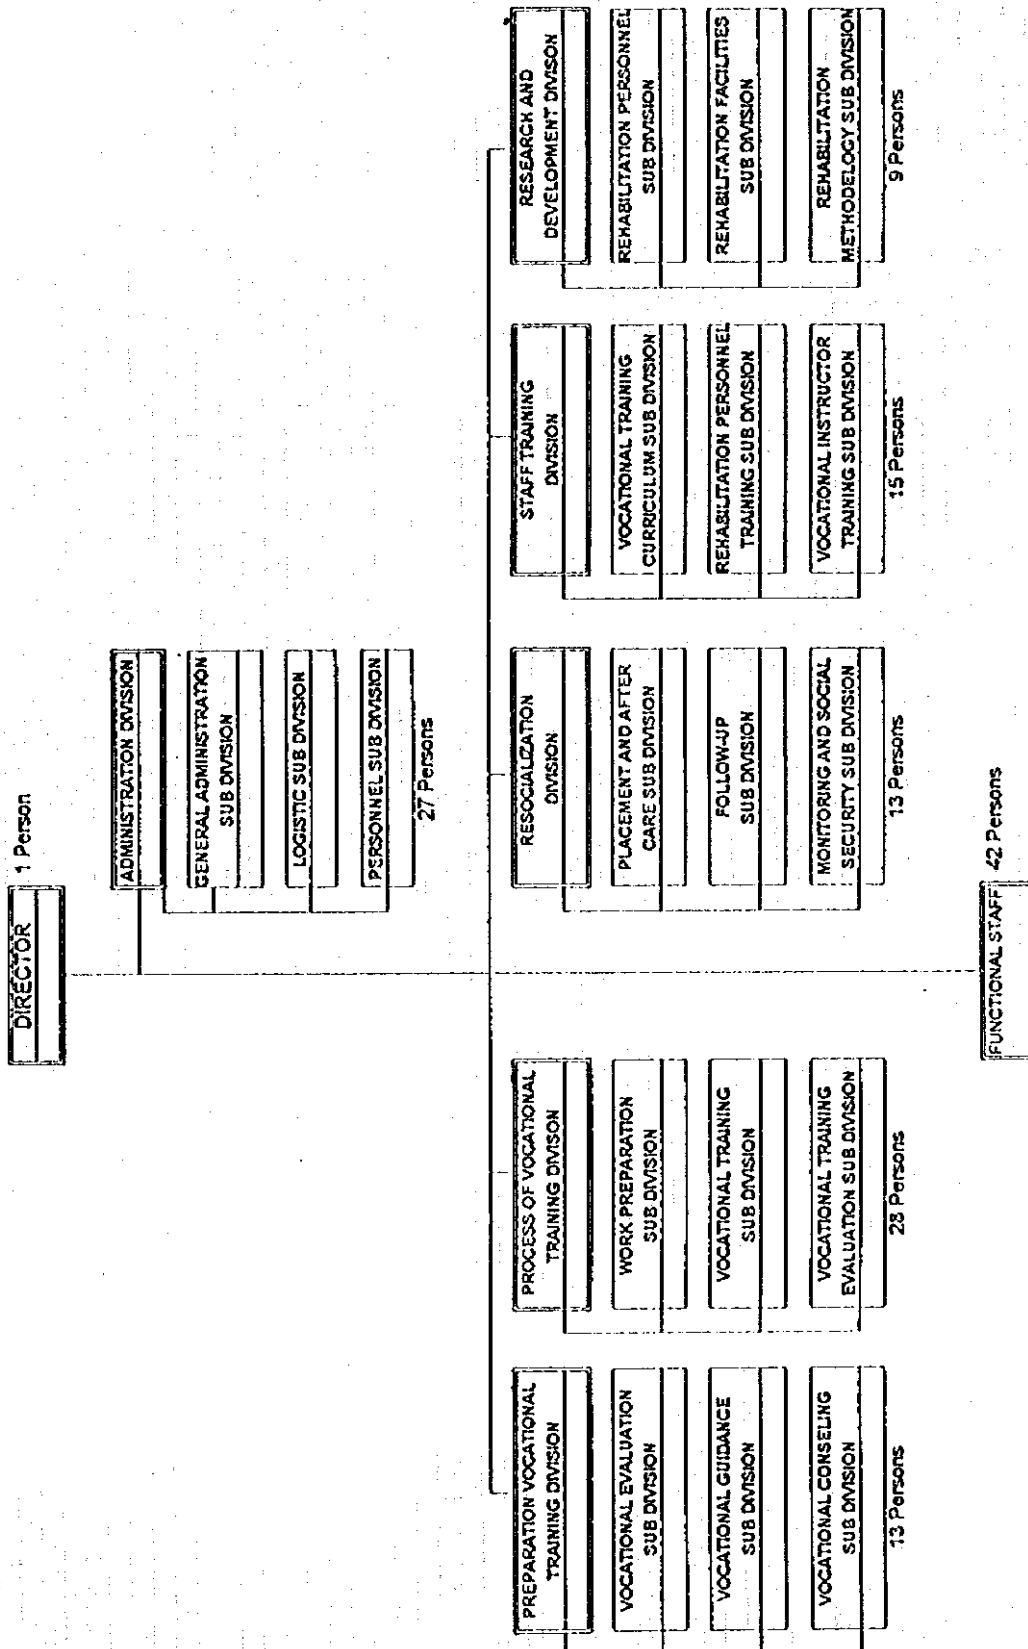 DIRECTOR
1 Person
ADMINISTRATION DIVISION
GENERAL ADMINISTRATION
SUB DIVISION
LOGISTIC SUB DIVISION
PERSONNEL SUB DIVISION
27 Persons
PREPARATION VOCATIONAL
TRAINING DIVISION
VOCATIONAL EVALUATION
SUB DIVISION
VOCATIONAL GUIDANCE
SUB DIVISION
VOCATIONAL CONSELING
SUB DIVISION
13 Persons
PROCESS OF VOCATIONAL
TRAINING DIVISON
WORK PREPARATION
SUB DIVISION
VOCATIONAL TRAINING
SUB DIVISION
VOCATIONAL TRAINING
EVALUATION SUB DIVISION
28 Persons
RESOCIALIZATION
DIVISION
PLACEMENT AND AFTER
CARE SUB DIVISION
FOLLOW-UP
SUB DIVISION
MONITORING AND SOCIAL
SECURITY SUB DIVISION
13 Persons
STAFF TRAINING
DIVISION
VOCATIONAL TRAINING
CURRICULUM SUB DIVISION
REHABILITATION PERSONNEL
TRAINING SUB DIVISION
VOCATIONAL INSTRUCTOR
TRAINING SUB DIVISION
15 Persons
RESEARCH AND
DEVELOPMENT DIVISON
REHABILITATION PERSONNEL
SUB DIVISION
REHABILITATION FACILITIES
SUB DIVISION
REHABILITATION
METHODELOGY SUB DIVISION
9 Persons
FUNCTIONAL STAFF
42 Persons